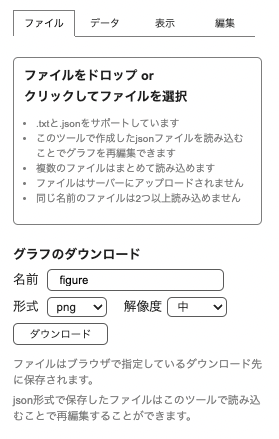 ファイル データ 表示 編集
ファイルをドロップ or
クリックしてファイルを選択
• .txtと.jsonをサポートしています
• このツールで作成したjsonファイルを読み込む
ことでグラフを再編集できます
• 複数のファイルはまとめて読み込めます
• ファイルはサーバーにアップロードされません
• 同じ名前のファイルは2つ以上読み込めません
グラフのダウンロード
名前 figure
形式 png 解像度 中
ダウンロード
ファイルはブラウザで指定しているダウンロード先
に保存されます。
json形式で保存したファイルはこのツールで読み込
むことで再編集することができます。